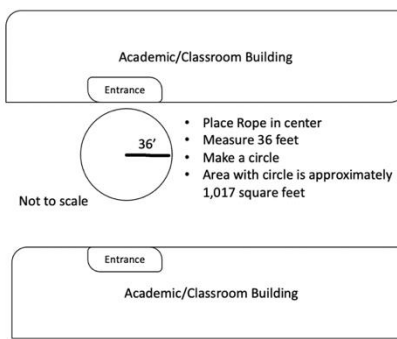 Academic/Classroom Building
Entrance
36'
• Place Rope in center
• Measure 36 feet
• Make a circle
• Area with circle is approximately
1,017 square feet
Not to scale
Entrance
Academic/Classroom Building